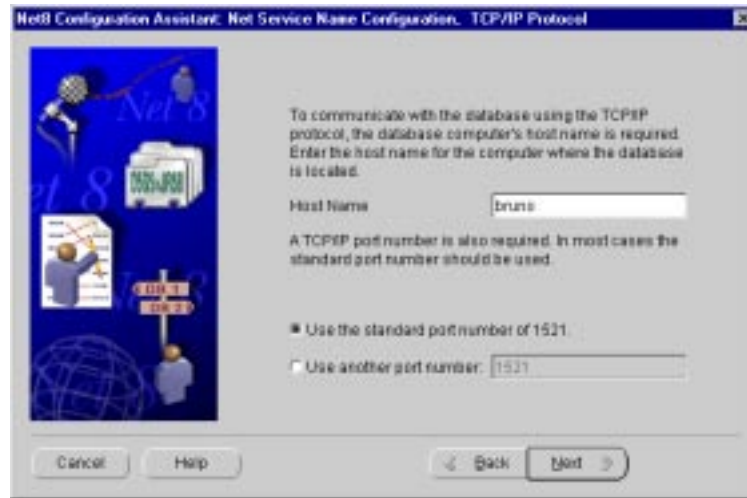 Net8 Configuration Assistant: Net Service Name Configuration, TCP/IP Protocol
Net 8
To communicate with the database using the TCP/IP
protocol, the database computer's host name is required.
Enter the host name for the computer where the database
is located.
Host Name bruno
A TCP/IP port number is also required. In most cases the
standard port number should be used.
DB 1
DB 2
Use the standard port number of 1521.
Use another port number: 1521
Cancel Help Back Next